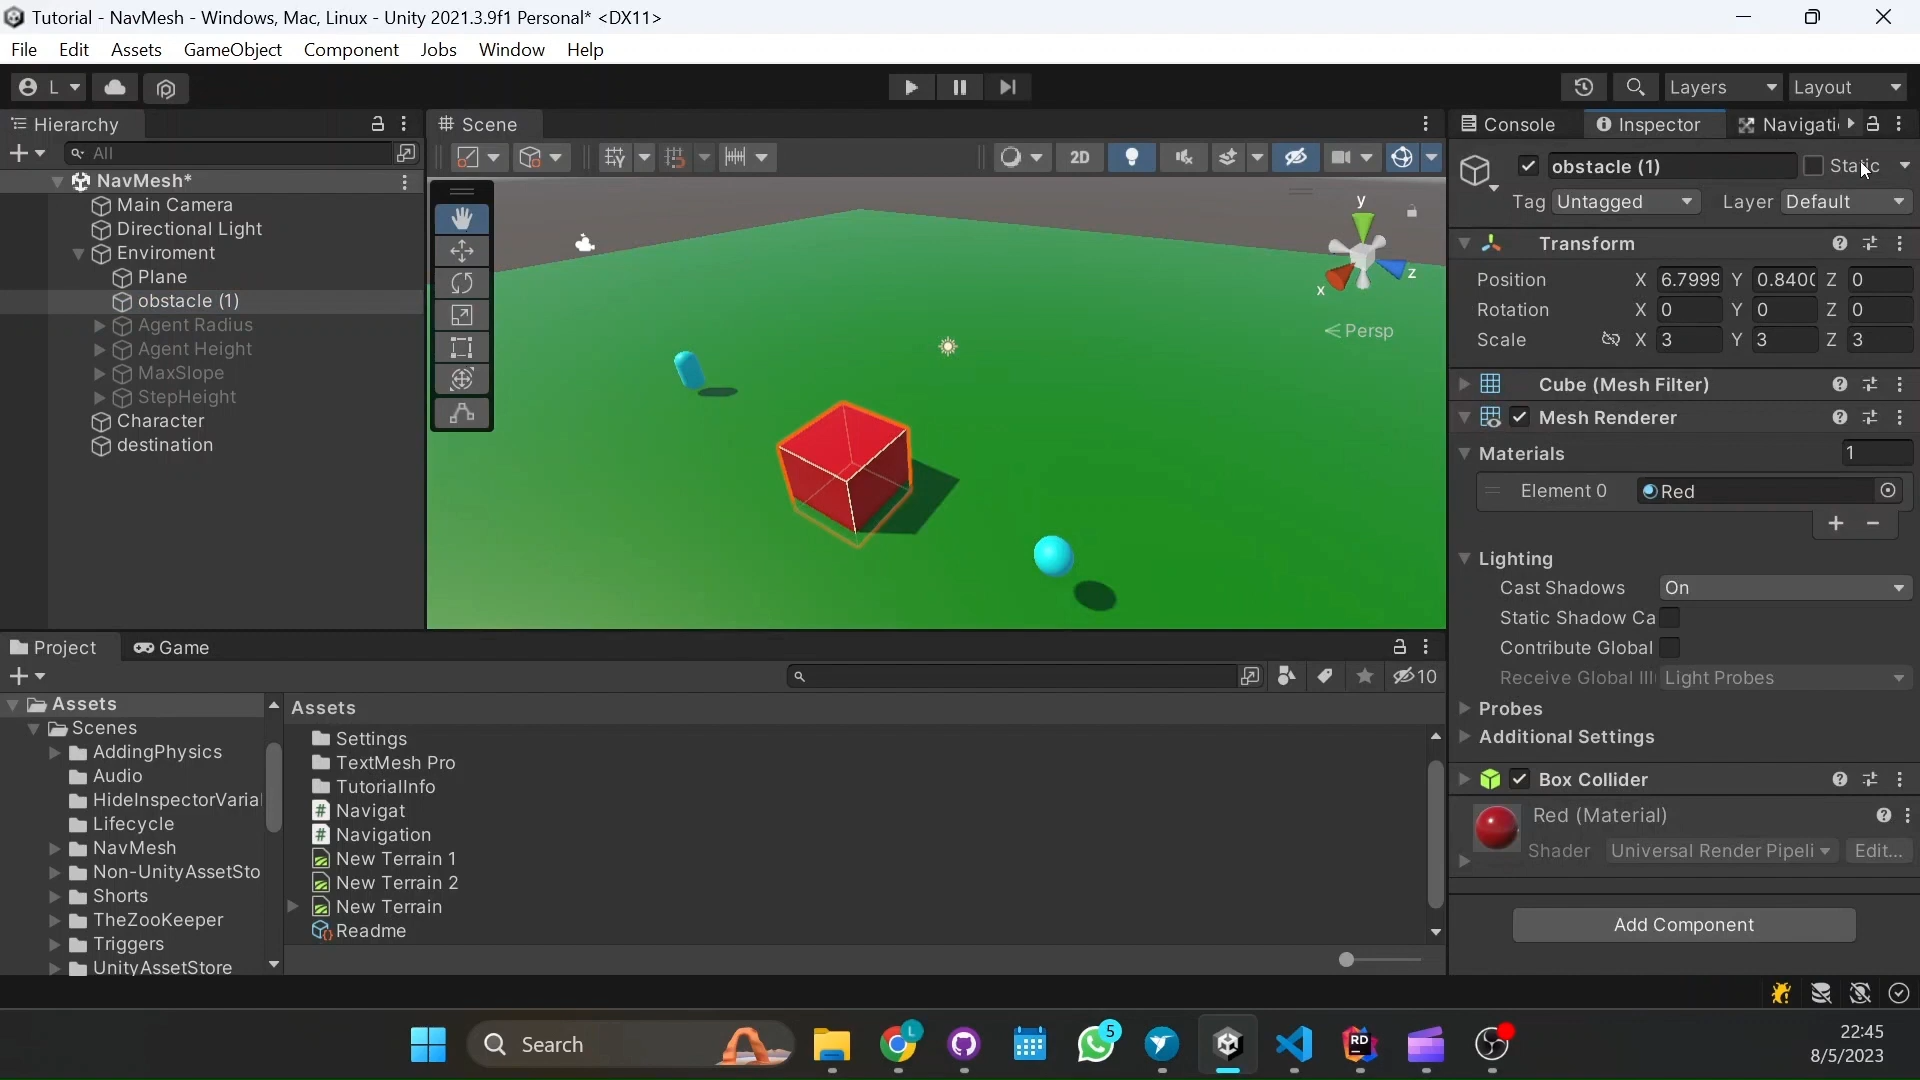 Tutorial - NavMesh - Windows, Mac, Linux - Unity 2021.3.9f1 Personal* <DX11>
File Edit Assets GameObject Component Jobs Window Help
L Layers Layout
Hierarchy
All
NavMesh*
Main Camera
Directional Light
Enviroment
Plane
obstacle (1)
Agent Radius
Agent Height
MaxSlope
StepHeight
Character
destination
Scene
2D
y
x
z
Persp
Console Inspector Navigati
obstacle (1) Static
Tag Untagged Layer Default
Transform
Position X 6.7999 Y 0.840 Z 0
Rotation X 0 Y 0 Z 0
Scale X 3 Y 3 Z 3
Cube (Mesh Filter)
Mesh Renderer
Materials 1
Element 0 Red
Lighting
Cast Shadows On
Static Shadow Ca
Contribute Global
Receive Global Ill Light Probes
Probes
Additional Settings
Box Collider
Red (Material)
Shader Universal Render Pipeli Edit...
Add Component
Project Game
10
Assets
Scenes
AddingPhysics
Audio
HideInspectorVaria
Lifecycle
NavMesh
Non-UnityAssetSto
Shorts
TheZooKeeper
Triggers
UnityAssetStore
Assets
Settings
TextMesh Pro
TutorialInfo
Navigat
Navigation
New Terrain 1
New Terrain 2
New Terrain
Readme
Search
L
5
RD
22:45
8/5/2023